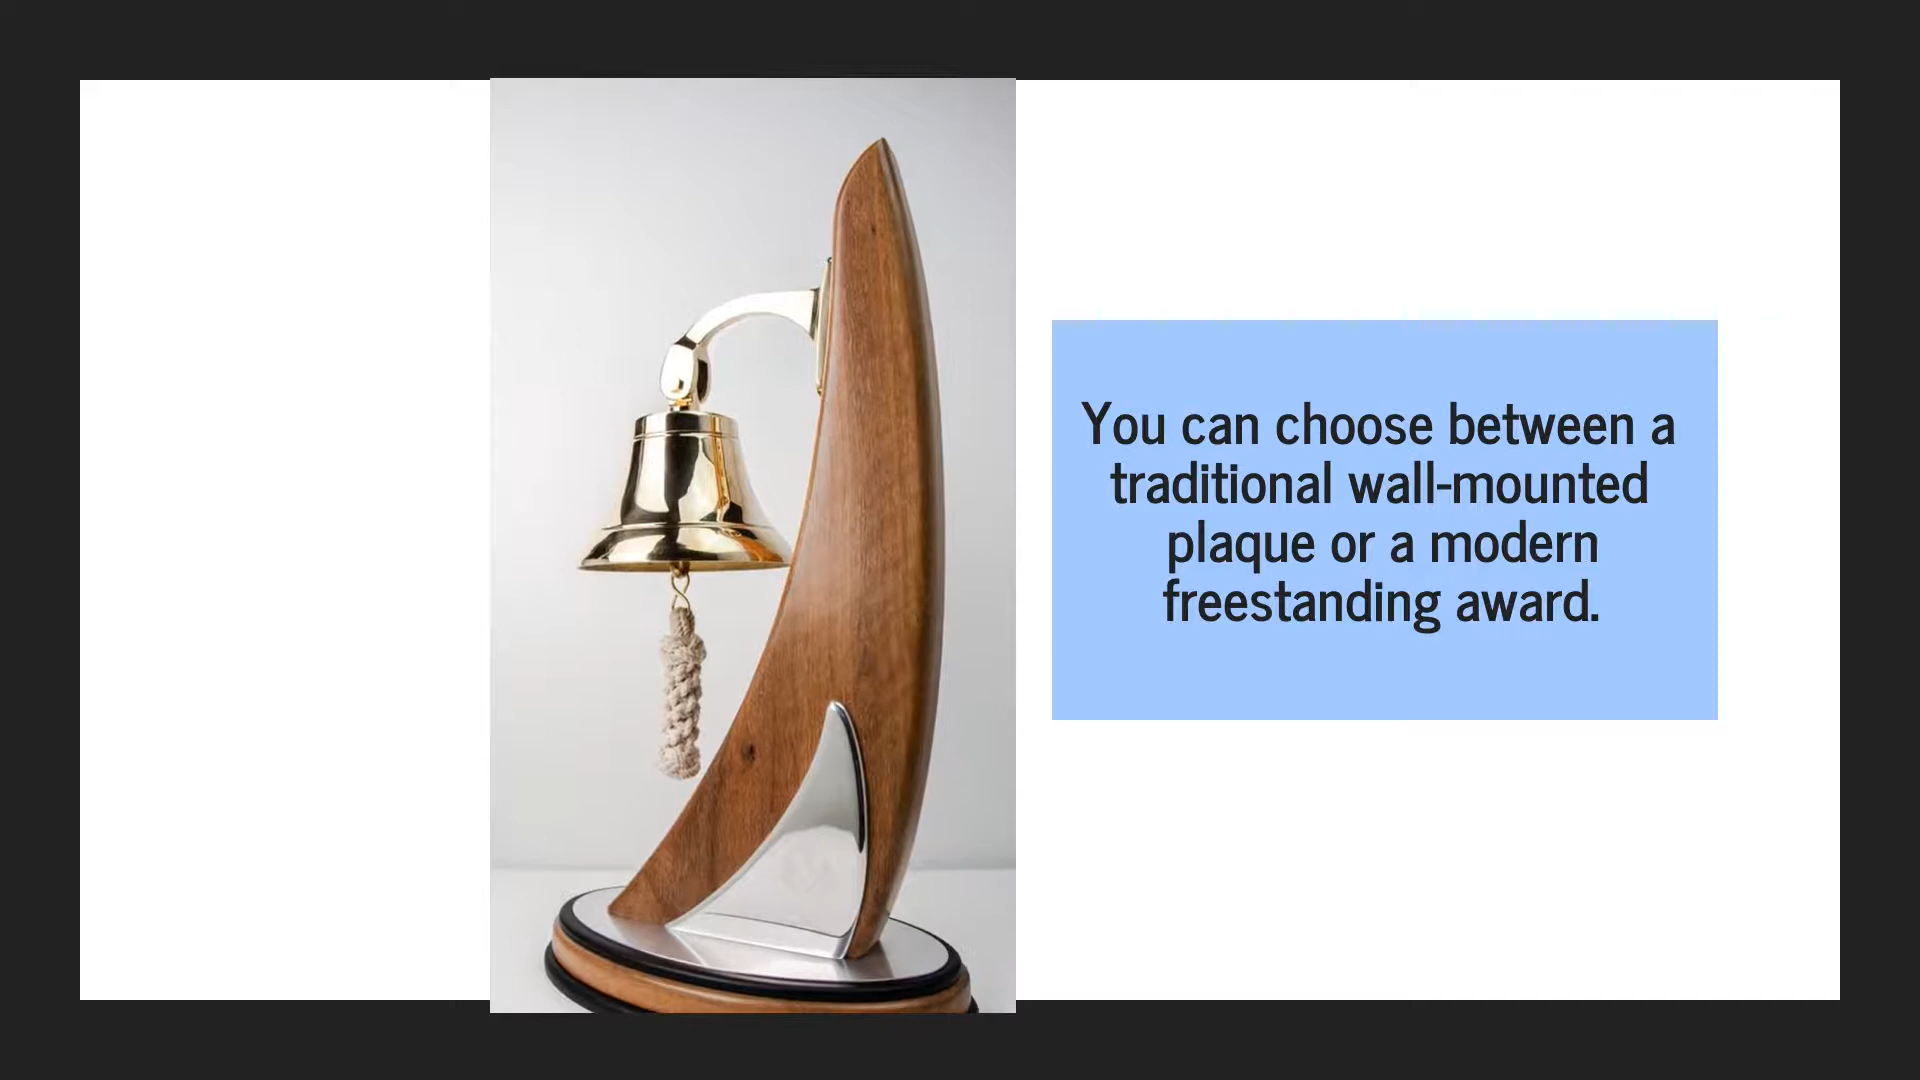 You can choose between a
traditional wall-mounted
plaque or a modern
freestanding award.